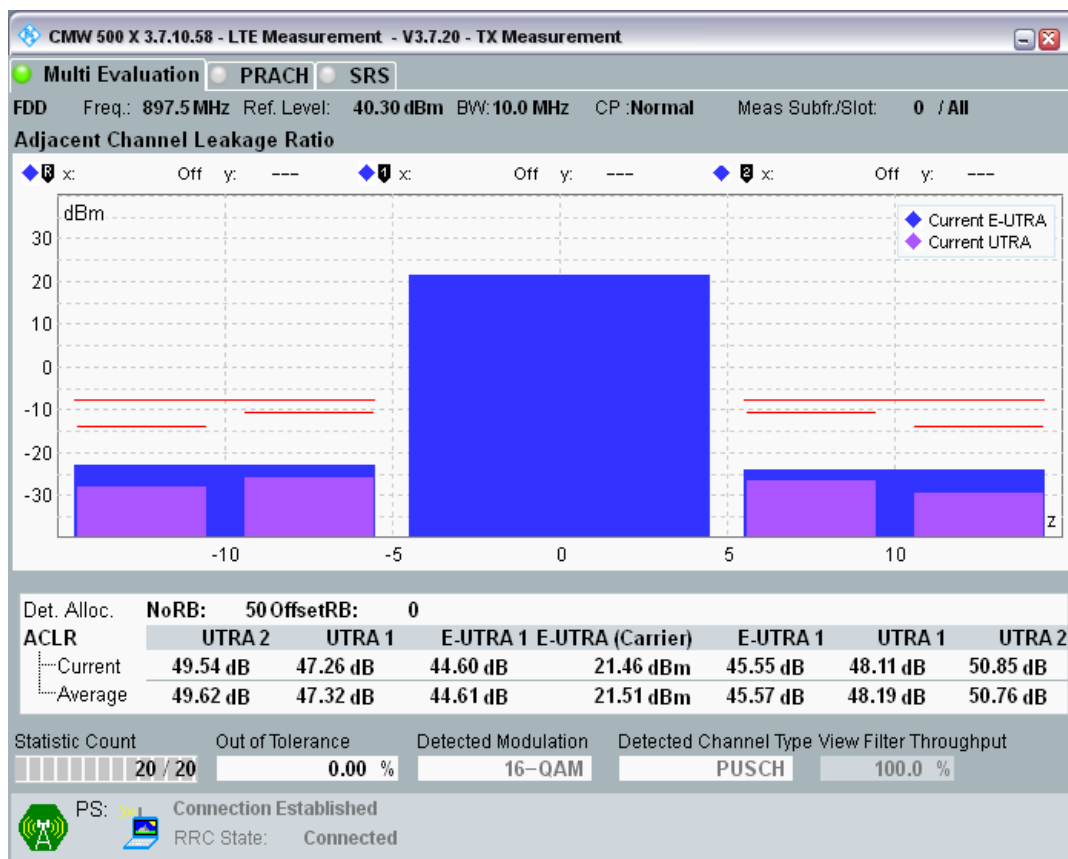 CMW 500 X 3.7.10.58 - LTE Measurement - V3.7.20 - TX Measurement
Multi Evaluation PRACH SRS
FDD Freq.: 897.5 MHz Ref. Level: 40.30 dBm BW: 10.0 MHz CP :Normal Meas Subfr./Slot: 0 / All
Adjacent Channel Leakage Ratio
R x: Off y: --- 1 x: Off y: --- 2 x: Off y: ---
dBm
Current E-UTRA
Current UTRA
30
20
10
0
-10
-20
-30
z
-10 -5 0 5 10
Det. Alloc. NoRB: 50 OffsetRB: 0
ACLR UTRA 2 UTRA 1 E-UTRA 1 E-UTRA (Carrier) E-UTRA 1 UTRA 1 UTRA 2
Current 49.54 dB 47.26 dB 44.60 dB 21.46 dBm 45.55 dB 48.11 dB 50.85 dB
Average 49.62 dB 47.32 dB 44.61 dB 21.51 dBm 45.57 dB 48.19 dB 50.76 dB
Statistic Count Out of Tolerance Detected Modulation Detected Channel Type View Filter Throughput
20 / 20 0.00 % 16-QAM PUSCH 100.0 %
PS: Connection Established
RRC State: Connected